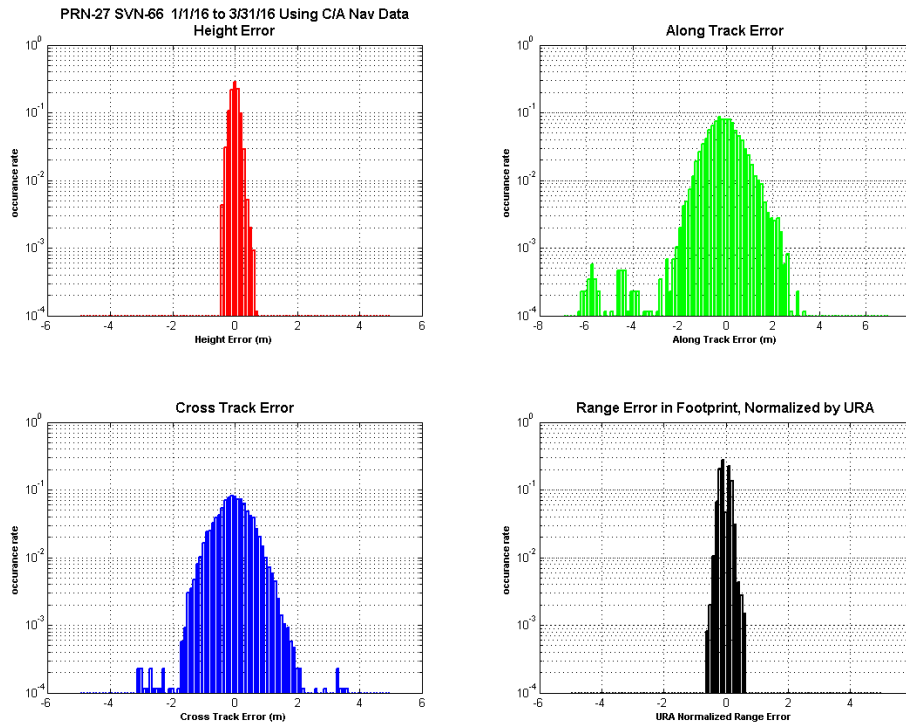 PRN-27 SVN-66 1/1/16 to 3/31/16 Using C/A Nav Data
Height Error
10^0
10^-1
10^-2
10^-3
10^-4
occurance rate
-6 -4 -2 0 2 4 6
Height Error (m)
Along Track Error
10^0
10^-1
10^-2
10^-3
10^-4
occurance rate
-8 -6 -4 -2 0 2 4 6 8
Along Track Error (m)
Cross Track Error
10^0
10^-1
10^-2
10^-3
10^-4
occurance rate
-6 -4 -2 0 2 4 6
Cross Track Error (m)
Range Error in Footprint, Normalized by URA
10^0
10^-1
10^-2
10^-3
10^-4
occurance rate
-6 -4 -2 0 2 4 6
URA Normalized Range Error